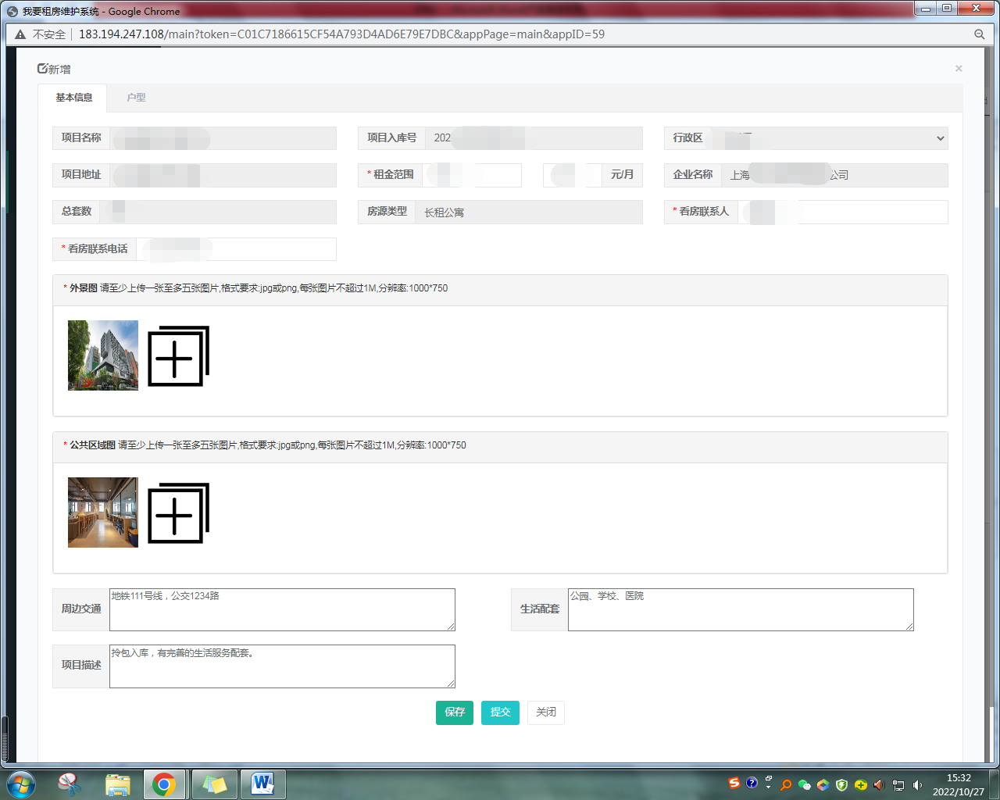 我要租房维护系统 - Google Chrome
不安全 183.194.247.108/main?token=C01C7186615CF54A793D4AD6E79E7DBC&appPage=main&appID=59
新增 ×
基本信息 户型
项目名称 项目入库号 202 行政区
项目地址 * 租金范围 元/月 企业名称 上海 公司
总套数 房源类型 长租公寓 * 看房联系人
* 看房联系电话
* 外景图 请至少上传一张至多五张图片,格式要求:jpg或png,每张图片不超过1M,分辨率:1000*750
* 公共区域图 请至少上传一张至多五张图片,格式要求:jpg或png,每张图片不超过1M,分辨率:1000*750
周边交通 地铁111号线，公交1234路 生活配套 公园、学校、医院
项目描述 拎包入库，有完善的生活服务配套。
保存 提交 关闭
15:32
2022/10/27